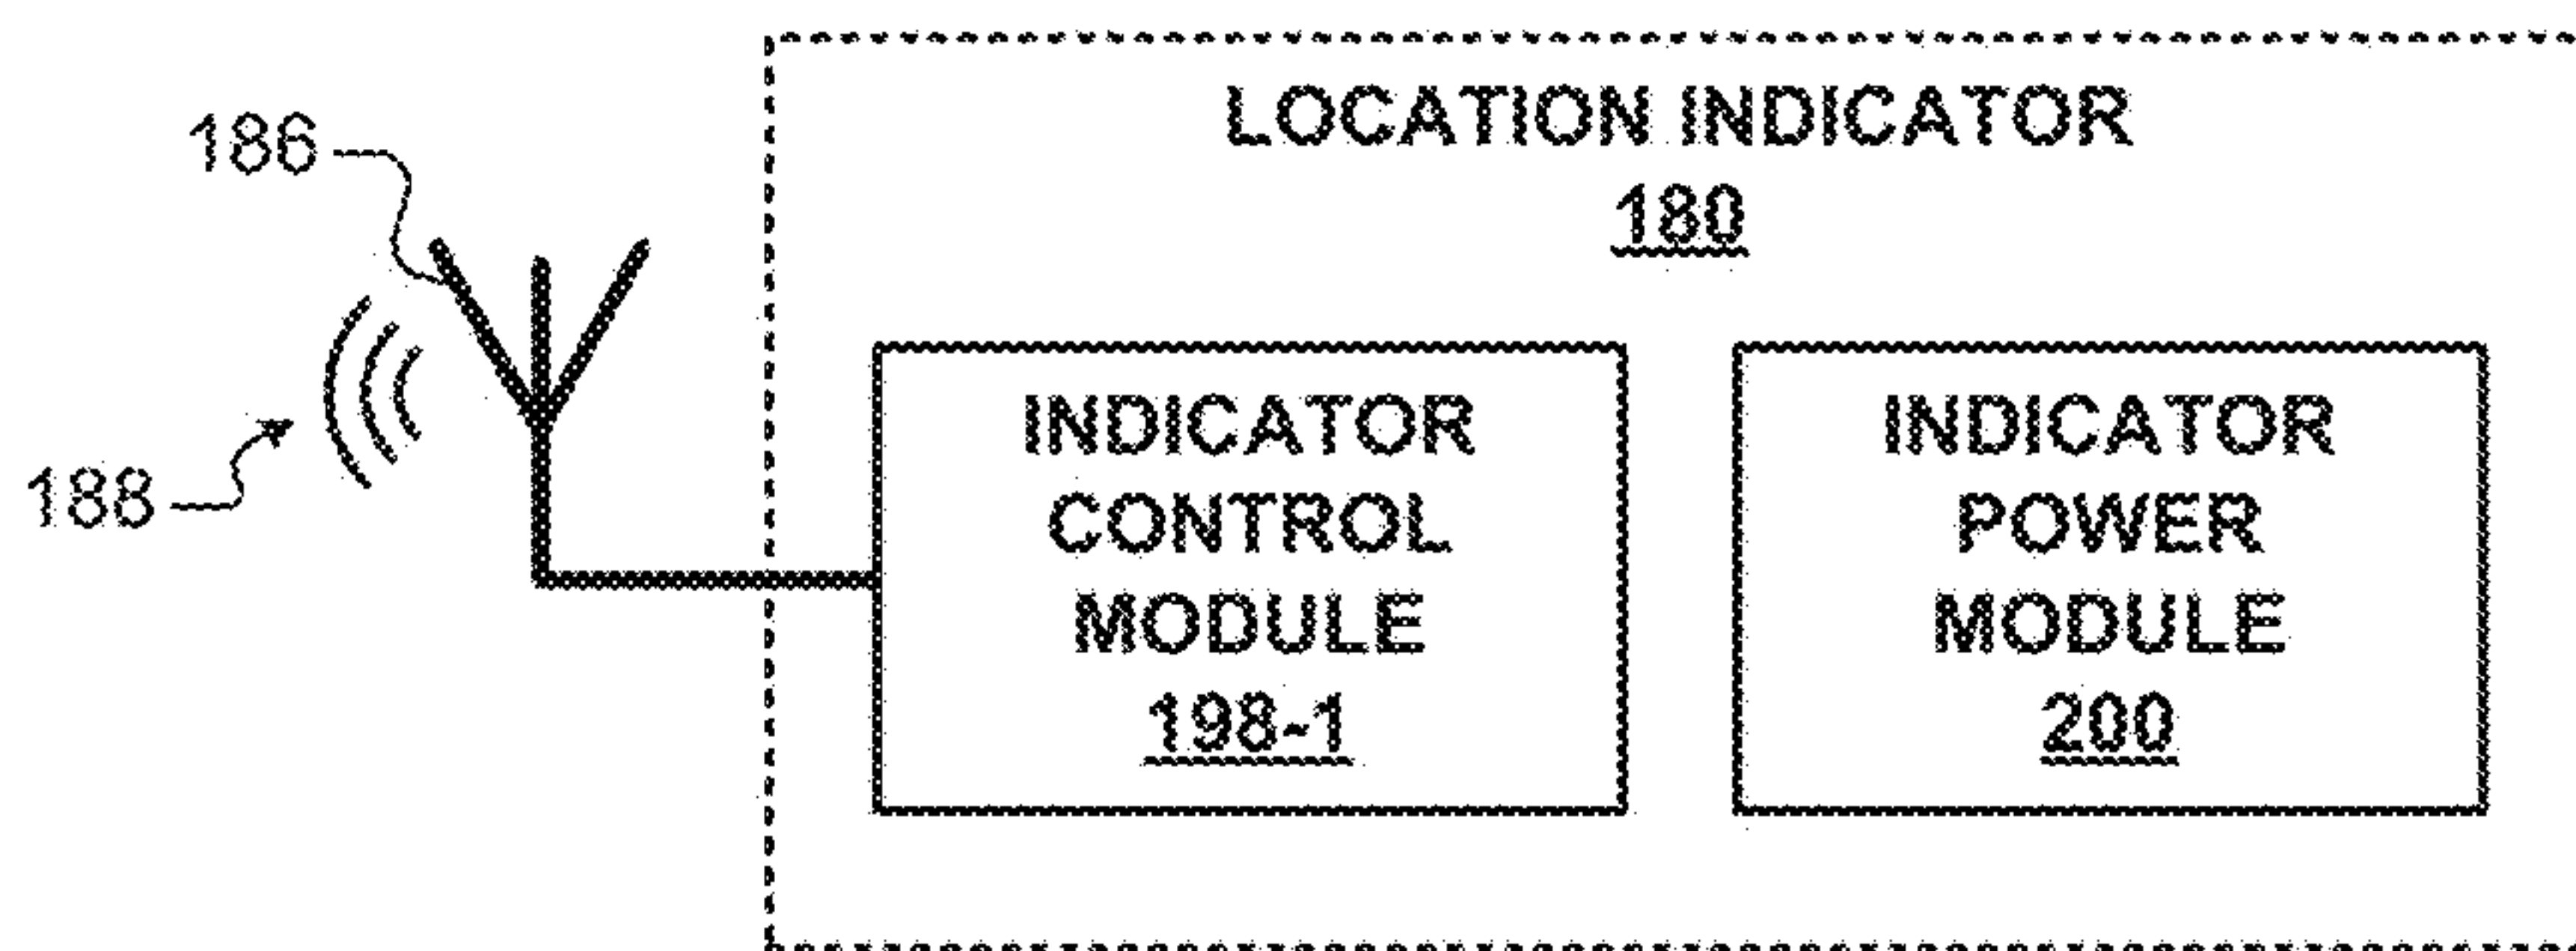 LOCATION INDICATOR
180
186
188
INDICATOR
CONTROL
MODULE
198-1
INDICATOR
POWER
MODULE
200